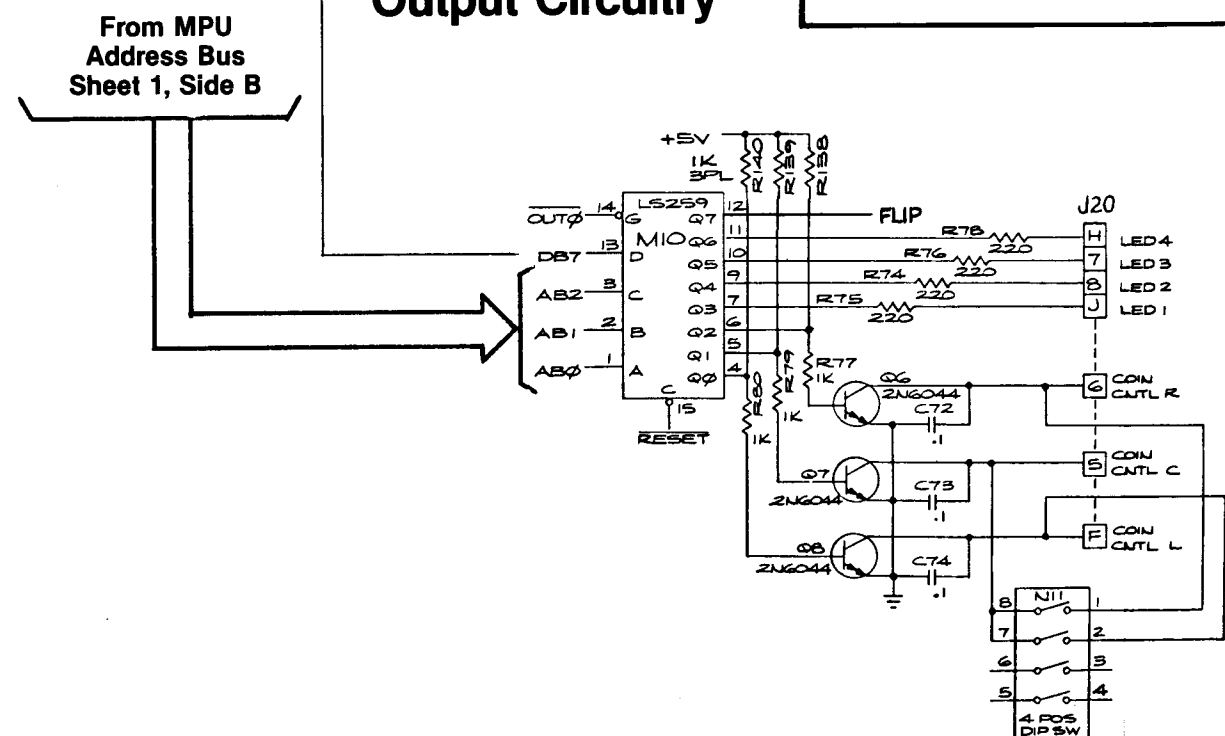 Output Circuitry
From MPU
Address Bus
Sheet 1, Side B
+5V
1K
3PL
R140
R139
R138
LS259
M10
OUTØ 14 G
DB7 13 D
AB2 3 C
AB1 2 B
ABØ 1 A
C
15
RESET
Q7 12 FLIP
Q6 11
Q5 10
Q4 9
Q3 7
Q2 6
Q1 5
QØ 4
J20
R78 220 H LED 4
R76 220 7 LED 3
R74 220 8 LED 2
R75 220 J LED 1
R77
1K
R79
1K
R80
1K
Q6
2N6044
C72
.1
6 COIN
CNTL R
Q7
2N6044
C73
.1
5 COIN
CNTL C
Q8
2N6044
C74
.1
F COIN
CNTL L
N11
8 1
7 2
6 3
5 4
4 POS
DIP SW